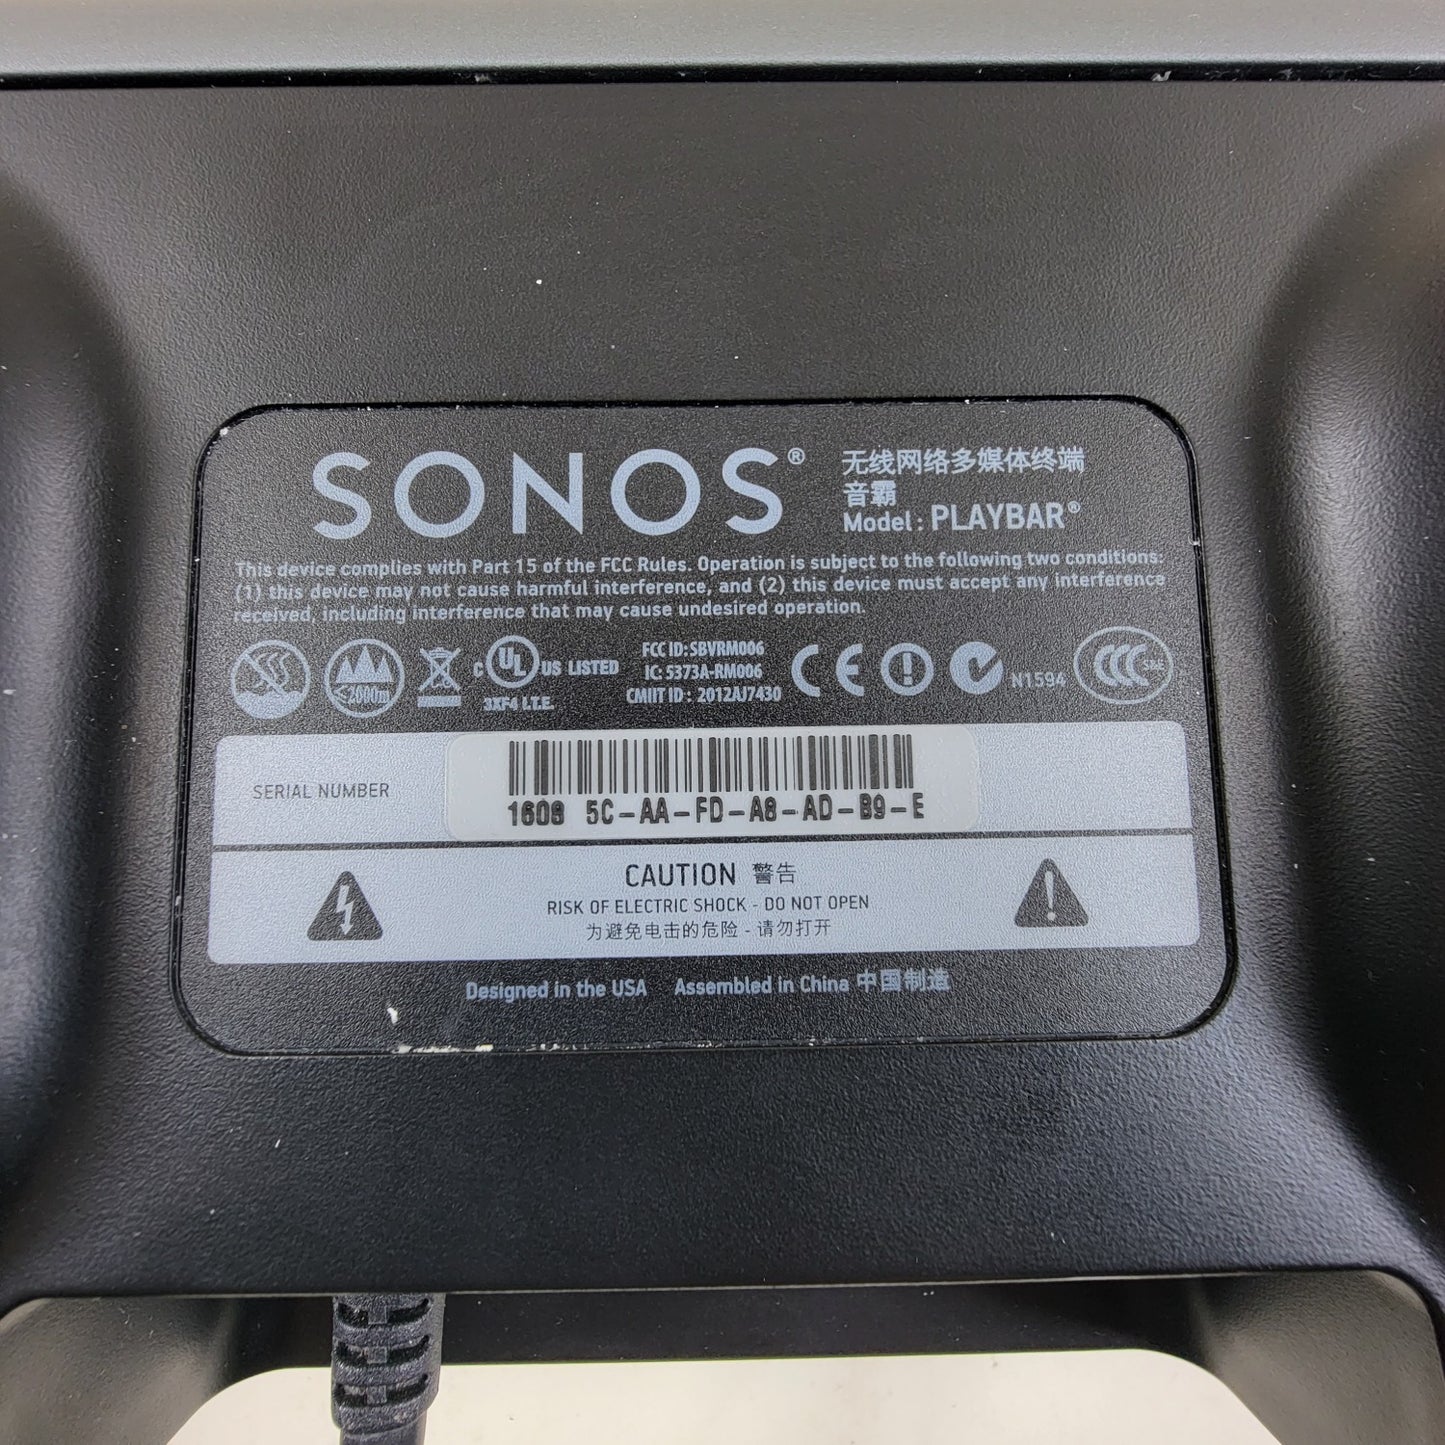 SONOS®
无线网络多媒体终端
音霸
Model: PLAYBAR®
This device complies with Part 15 of the FCC Rules. Operation is subject to the following two conditions:
(1) this device may not cause harmful interference, and (2) this device must accept any interference
received, including interference that may cause undesired operation.
<2000m
C UL US LISTED
3XF4 I.T.E.
FCC ID: SBVRM006
IC: 5373A-RM006
CMIIT ID: 2012AJ7430
CE
N1594
CCC S&E
SERIAL NUMBER
1608 5C-AA-FD-A8-AD-B9-E
CAUTION 警告
RISK OF ELECTRIC SHOCK - DO NOT OPEN
为避免电击的危险 - 请勿打开
Designed in the USA Assembled in China 中国制造